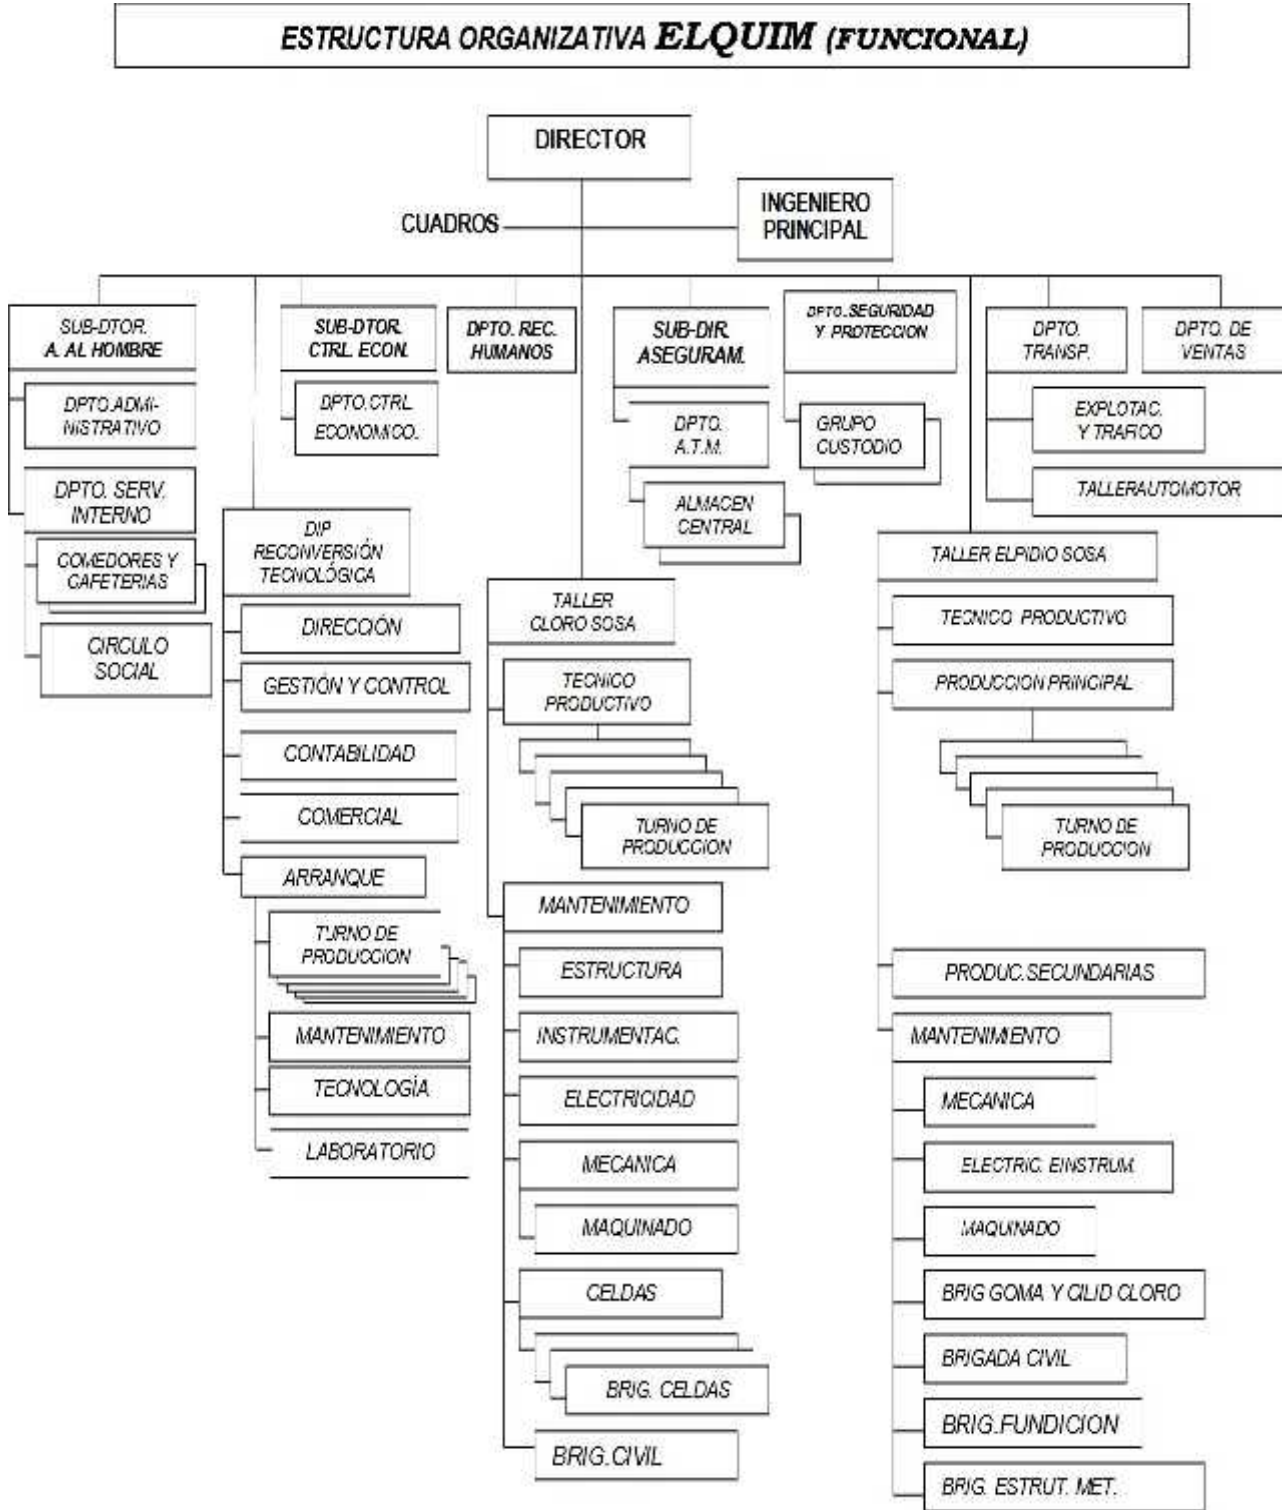 ESTRUCTURA ORGANIZATIVA ELQUIM (FUNCIONAL)
DIRECTOR
CUADROS
INGENIERO
PRINCIPAL
SUB-DTOR.
A. AL HOMBRE
DPTO.ADMI-
NISTRATIVO
DPTO. SERV.
INTERNO
COMEDORES Y
CAFETERIAS
CIRCULO
SOCIAL
DIP
RECONVERSIÓN
TECNOLÓGICA
DIRECCIÓN
GESTIÓN Y CONTROL
CONTABILIDAD
COMERCIAL
ARRANQUE
TURNO DE
PRODUCCION
MANTENIMIENTO
TECNOLOGÍA
LABORATORIO
SUB-DTOR.
CTRL. ECON.
DPTO.CTRL.
ECONOMICO.
DPTO. REC.
HUMANOS
TALLER
CLORO SOSA
TECNICO
PRODUCTIVO
TURNO DE
PRODUCCION
MANTENIMIENTO
ESTRUCTURA
INSTRUMENTAC.
ELECTRICIDAD
MECANICA
MAQUINADO
CELDAS
BRIG. CELDAS
BRIG.CIVIL
SUB-DIR.
ASEGURAM.
DPTO.
A.T.M.
ALMACEN
CENTRAL
DPTO.SEGURIDAD
Y PROTECCION
GRUPO
CUSTODIO
TALLER ELPIDIO SOSA
TECNICO PRODUCTIVO
PRODUCCION PRINCIPAL
TURNO DE
PRODUCCION
PRODUC.SECUNDARIAS
MANTENIMIENTO
MECANICA
ELECTRIC. EINSTRUM.
MAQUINADO
BRIG GOMA Y CILID CLORO
BRIGADA CIVIL
BRIG.FUNDICION
BRIG. ESTRUT. MET.
DPTO.
TRANSP.
EXPLOTAC.
Y TRAFICO
TALLERAUTOMOTOR
DPTO. DE
VENTAS